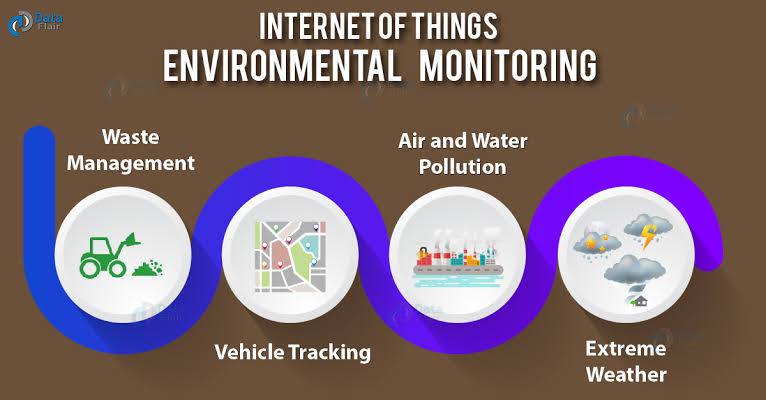 Data
Flair
INTERNET OF THINGS
ENVIRONMENTAL MONITORING
Waste
Management
Air and Water
Pollution
Vehicle Tracking
Extreme
Weather